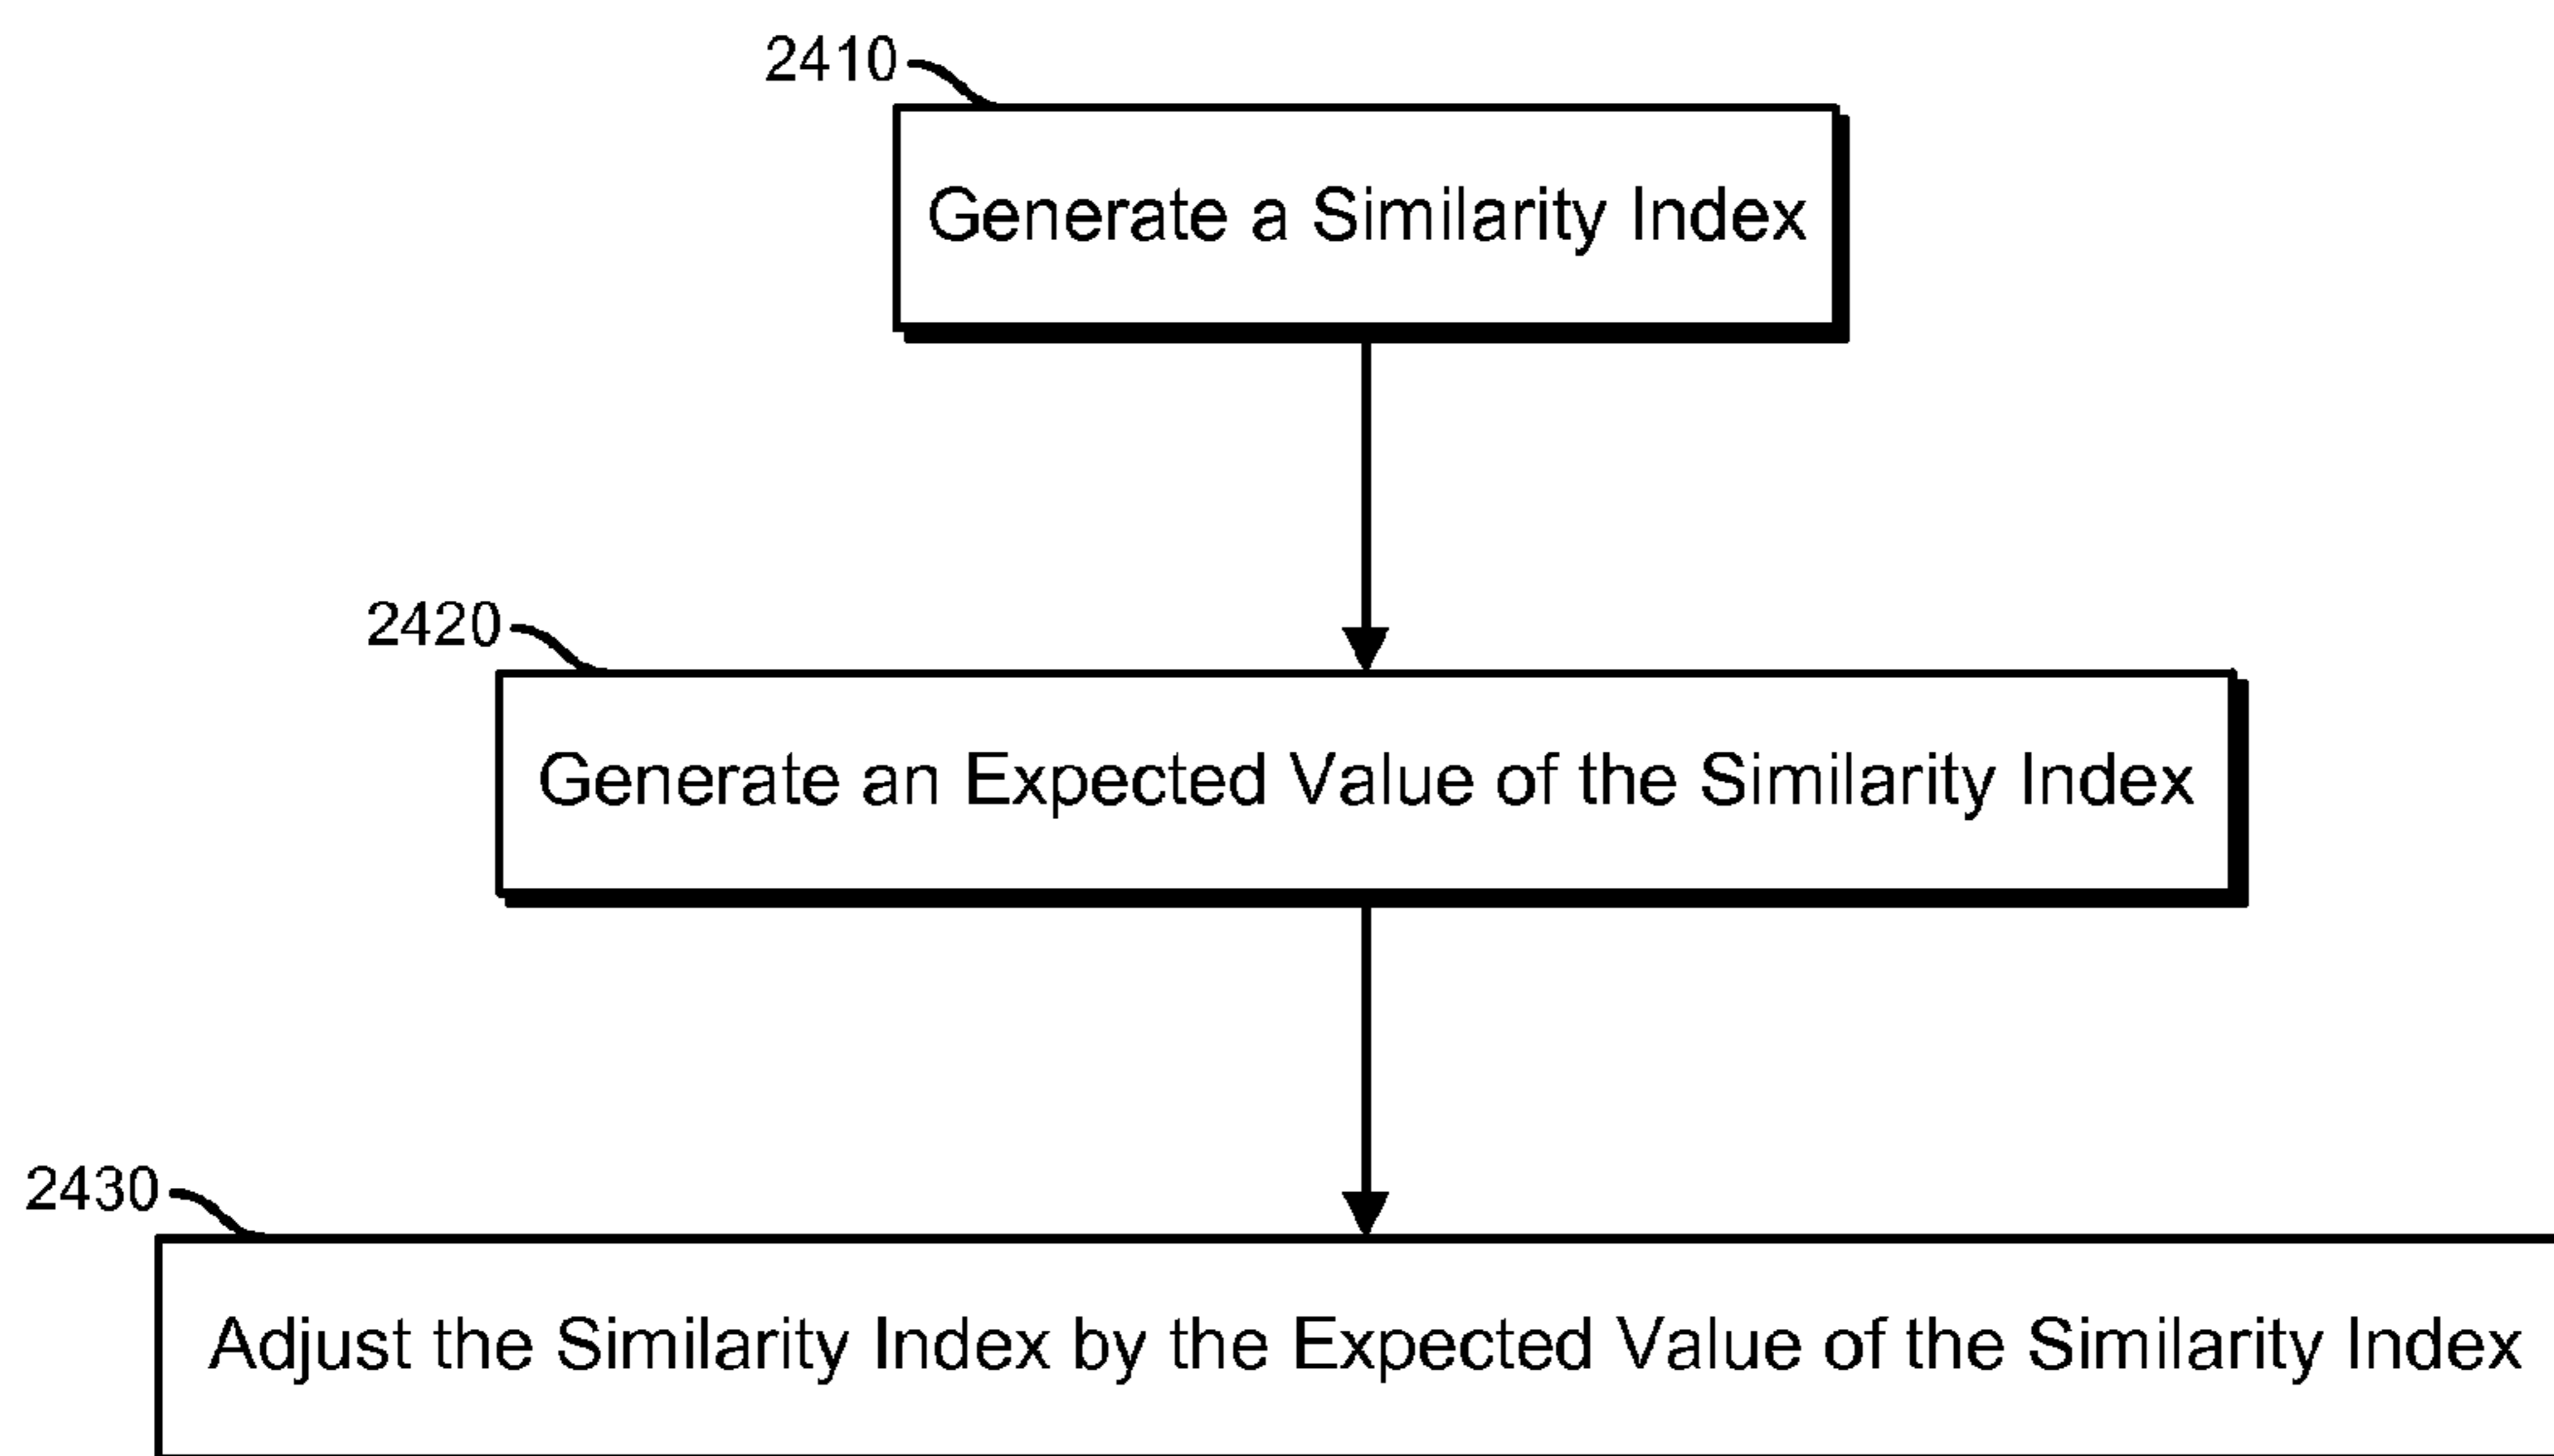 2410
Generate a Similarity Index
2420
Generate an Expected Value of the Similarity Index
2430
Adjust the Similarity Index by the Expected Value of the Similarity Index